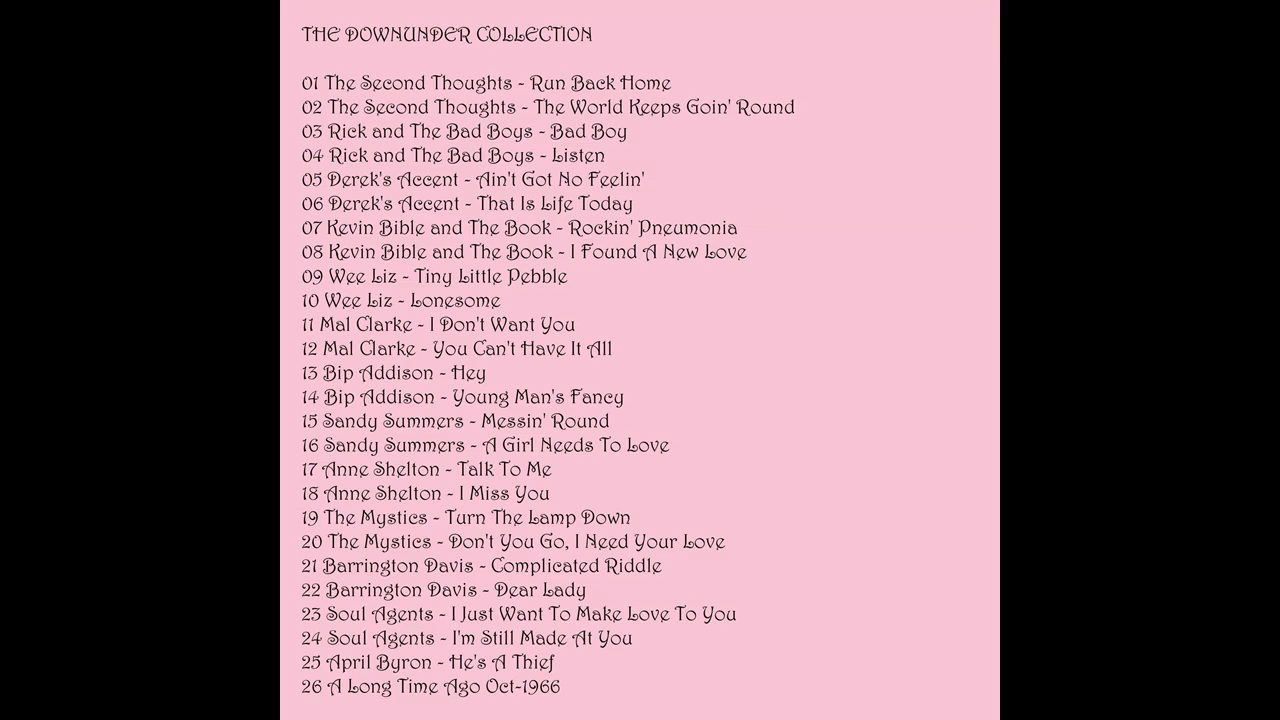 THE DOWNUNDER COLLECTION
01 The Second Thoughts - Run Back Home
02 The Second Thoughts - The World Keeps Goin' Round
03 Rick and The Bad Boys - Bad Boy
04 Rick and The Bad Boys - Listen
05 Derek's Accent - Ain't Got No Feelin'
06 Derek's Accent - That Is Life Today
07 Kevin Bible and The Book - Rockin' Pneumonia
08 Kevin Bible and The Book - I Found A New Love
09 Wee Liz - Tiny Little Pebble
10 Wee Liz - Lonesome
11 Mal Clarke - I Don't Want You
12 Mal Clarke - You Can't Have It All
13 Bip Addison - Hey
14 Bip Addison - Young Man's Fancy
15 Sandy Summers - Messin' Round
16 Sandy Summers - A Girl Needs To Love
17 Anne Shelton - Talk To Me
18 Anne Shelton - I Miss You
19 The Mystics - Turn The Lamp Down
20 The Mystics - Don't You Go, I Need Your Love
21 Barrington Davis - Complicated Riddle
22 Barrington Davis - Dear Lady
23 Soul Agents - I Just Want To Make Love To You
24 Soul Agents - I'm Still Made At You
25 April Byron - He's A Thief
26 A Long Time Ago Oct-1966